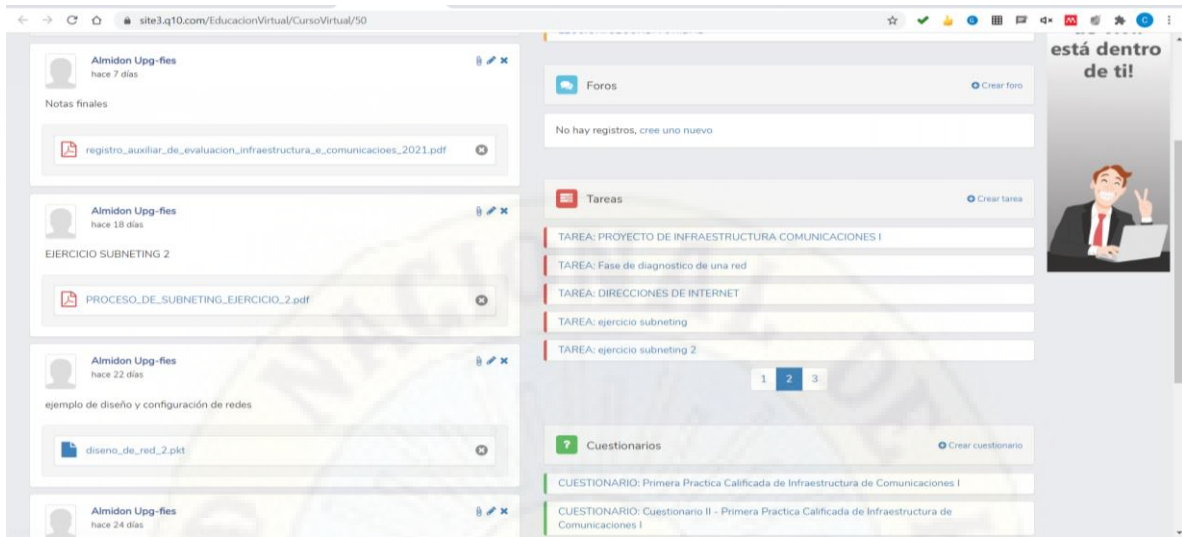 site3.q10.com/EducacionVirtual/CursoVirtual/50
Almidon Upg-fies
hace 7 días
Notas finales
registro_auxiliar_de_evaluacion_infraestructura_e_comunicacioes_2021.pdf
Almidon Upg-fies
hace 18 días
EJERCICIO SUBNETING 2
PROCESO_DE_SUBNETING_EJERCICIO_2.pdf
Almidon Upg-fies
hace 22 días
ejemplo de diseño y configuración de redes
diseno_de_red_2.pkt
Almidon Upg-fies
hace 24 días
Foros
Crear foro
No hay registros, cree uno nuevo
Tareas
Crear tarea
TAREA: PROYECTO DE INFRAESTRUCTURA COMUNICACIONES I
TAREA: Fase de diagnostico de una red
TAREA: DIRECCIONES DE INTERNET
TAREA: ejercicio subneting
TAREA: ejercicio subneting 2
1 2 3
Cuestionarios
Crear cuestionario
CUESTIONARIO: Primera Practica Calificada de Infraestructura de Comunicaciones I
CUESTIONARIO: Cuestionario II - Primera Practica Calificada de Infraestructura de
Comunicaciones I
está dentro
de ti!
NACIONAL DE